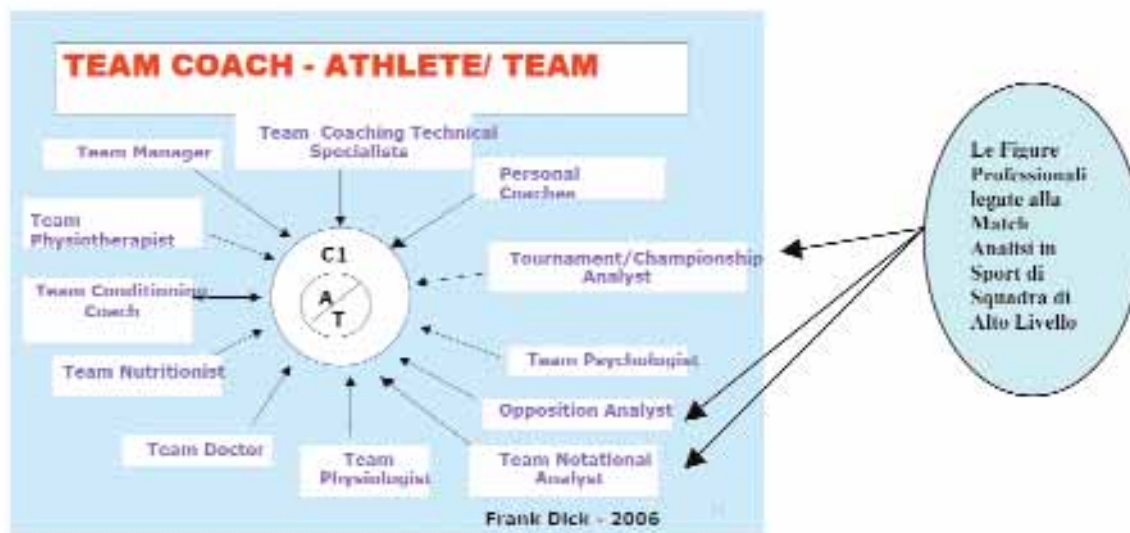 TEAM COACH - ATHLETE/ TEAM
Team Coaching Technical
Specialists
Team Manager
Personal
Coaches
Team
Physiotherapist
C1
Tournament/Championship
Analyst
A
T
Team Conditioning
Coach
Team Nutritionist
Team Psychologist
Opposition Analyst
Team Doctor
Team
Physiologist
Team Notational
Analyst
Frank Dick - 2006
Le Figure
Professionali
legate alla
Match
Analisi in
Sport di
Squadra di
Alto Livello